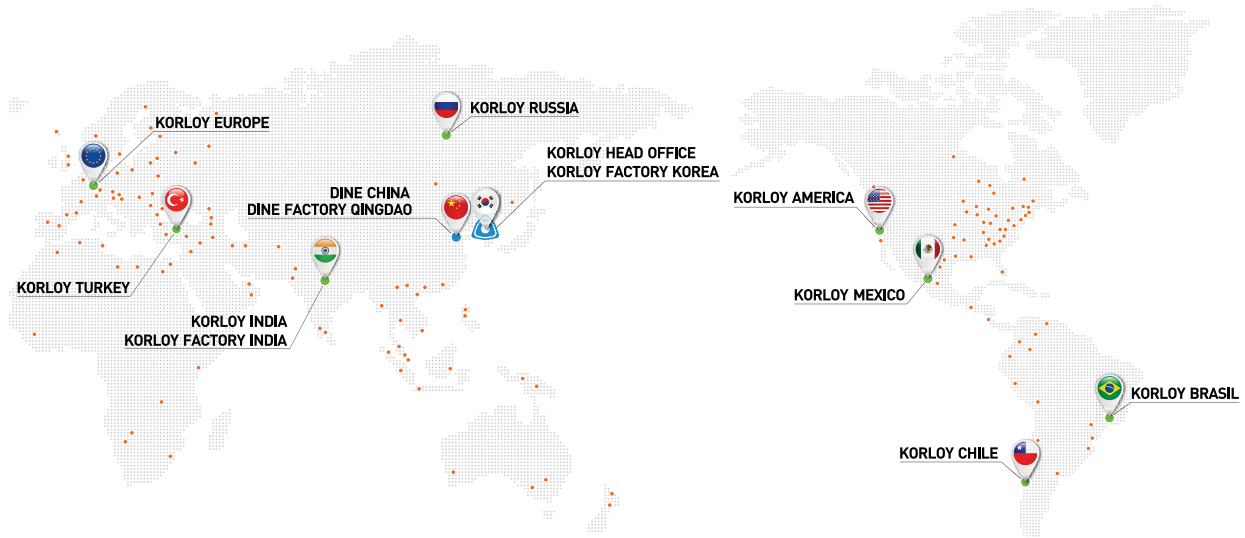 KORLOY RUSSIA
KORLOY EUROPE
KORLOY HEAD OFFICE
KORLOY FACTORY KOREA
DINE CHINA
DINE FACTORY QINGDAO
KORLOY AMERICA
KORLOY TURKEY
KORLOY MEXICO
KORLOY INDIA
KORLOY FACTORY INDIA
KORLOY BRASIL
KORLOY CHILE